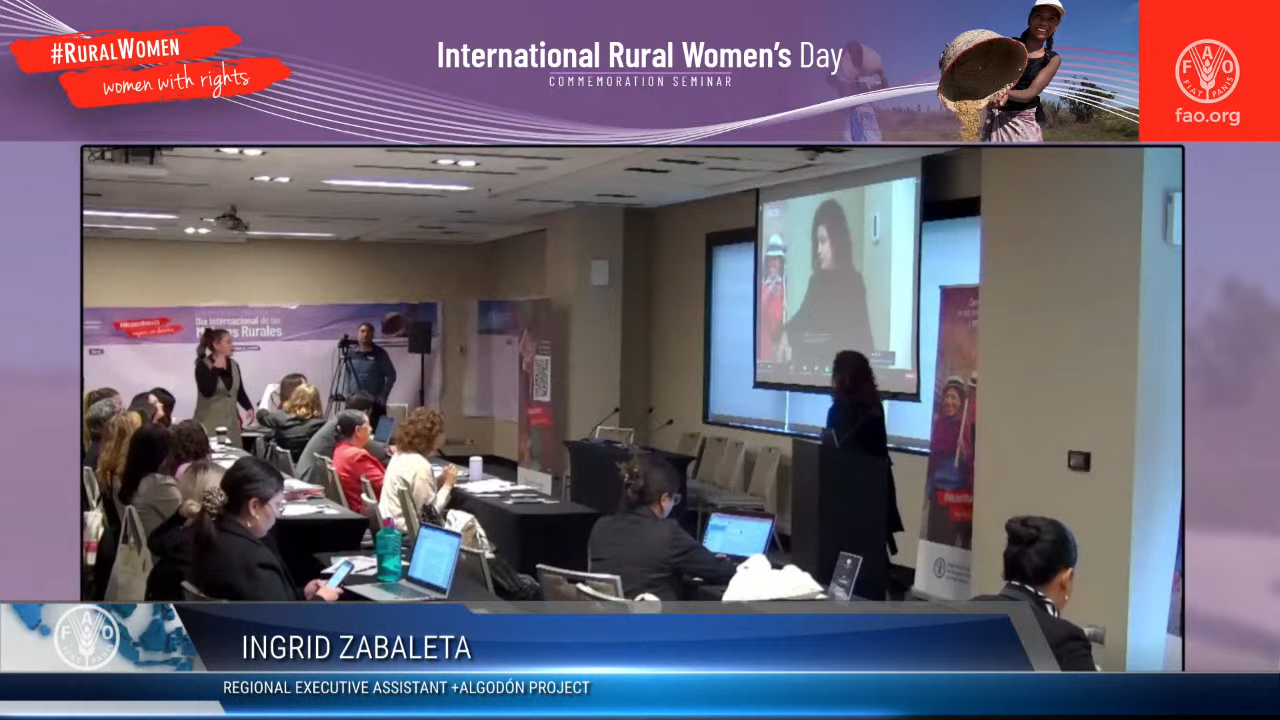 #RURALWOMEN
women with rights
International Rural Women's Day
COMMEMORATION SEMINAR
FAO
FIAT PANIS
fao.org
Día Internacional de las
Rurales
FAO
INGRID ZABALETA
REGIONAL EXECUTIVE ASSISTANT +ALGODÓN PROJECT